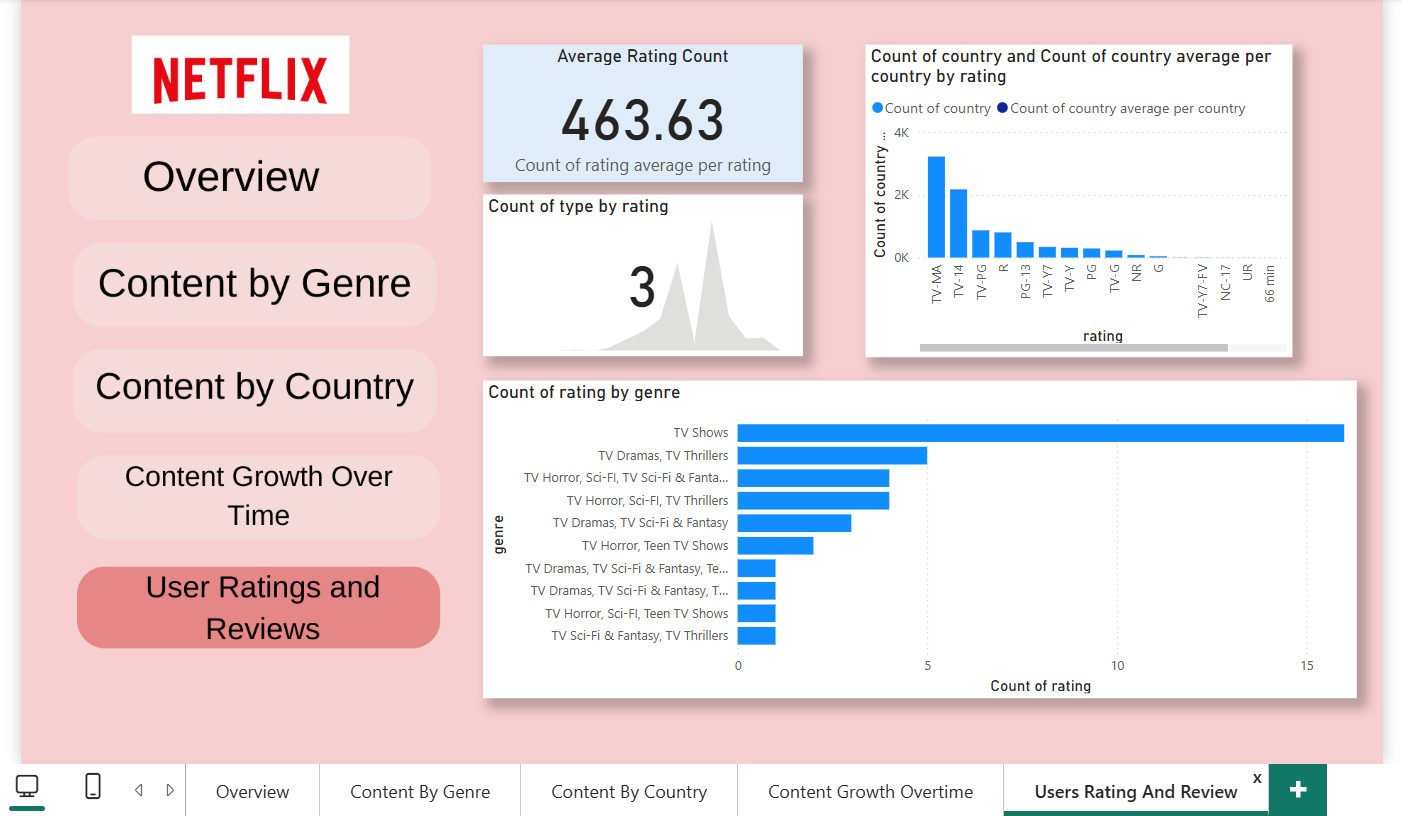 NETFLIX
Overview
Content by Genre
Content by Country
Content Growth Over
Time
User Ratings and
Reviews
Average Rating Count
463.63
Count of rating average per rating
Count of type by rating
3
Count of country and Count of country average per
country by rating
Count of country
Count of country average per country
Count of country ...
4K
2K
0K
TV-MA
TV-14
TV-PG
R
PG-13
TV-Y7
TV-Y
PG
TV-G
NR
G
TV-Y7-FV
NC-17
UR
66 min
rating
Count of rating by genre
genre
TV Shows
TV Dramas, TV Thrillers
TV Horror, Sci-FI, TV Sci-Fi & Fanta...
TV Horror, Sci-FI, TV Thrillers
TV Dramas, TV Sci-Fi & Fantasy
TV Horror, Teen TV Shows
TV Dramas, TV Sci-Fi & Fantasy, Te...
TV Dramas, TV Sci-Fi & Fantasy, T...
TV Horror, Sci-FI, Teen TV Shows
TV Sci-Fi & Fantasy, TV Thrillers
0 5 10 15
Count of rating
Overview
Content By Genre
Content By Country
Content Growth Overtime
Users Rating And Review
x
+